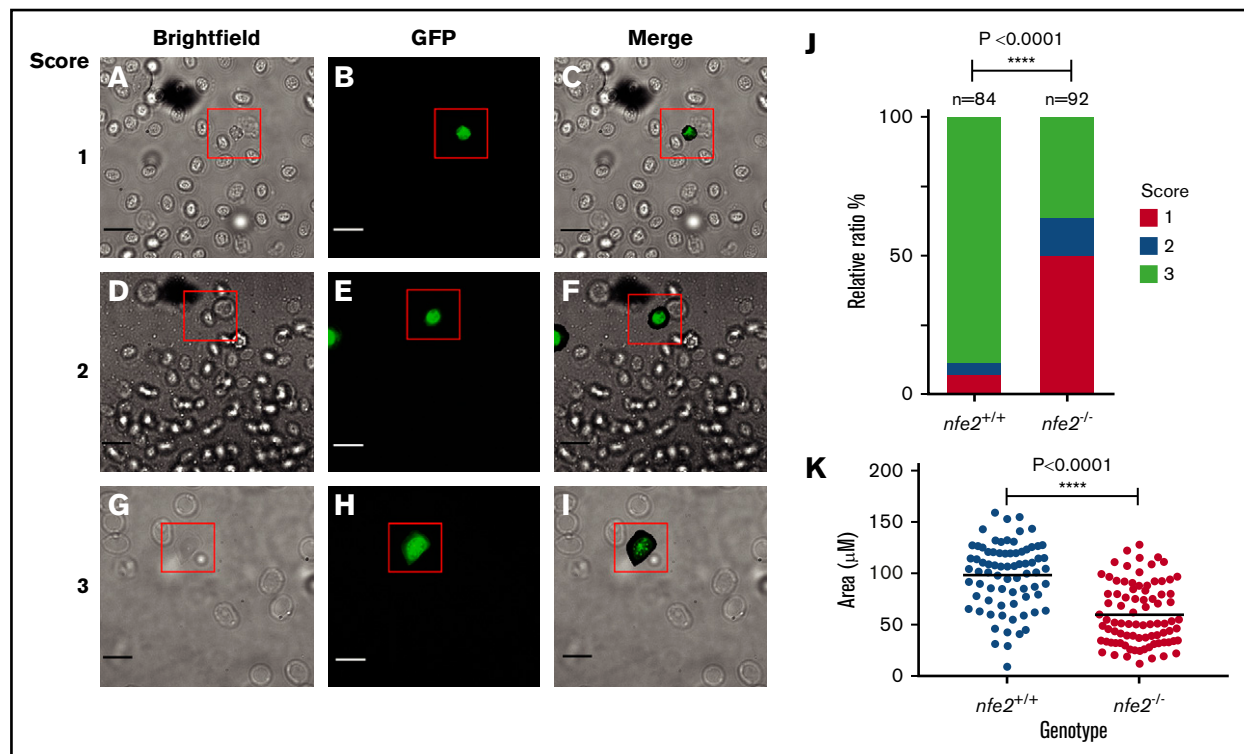 Brightfield GFP Merge
Score
A B C
1
D E F
2
G H I
3
J
P <0.0001
****
n=84 n=92
100
50
0
Relative ratio %
nfe2+/+ nfe2-/-
Score
1
2
3
K
P<0.0001
****
200
150
100
50
0
Area (μM)
nfe2+/+ nfe2-/-
Genotype